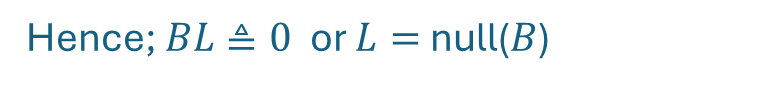 Hence; BL ≜ 0 or L = null(B)